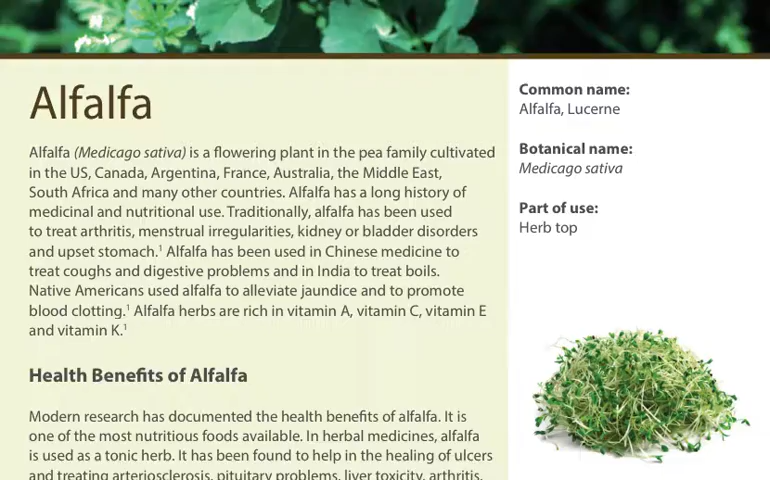 Alfalfa
Alfalfa (Medicago sativa) is a flowering plant in the pea family cultivated
in the US, Canada, Argentina, France, Australia, the Middle East,
South Africa and many other countries. Alfalfa has a long history of
medicinal and nutritional use. Traditionally, alfalfa has been used
to treat arthritis, menstrual irregularities, kidney or bladder disorders
and upset stomach.1 Alfalfa has been used in Chinese medicine to
treat coughs and digestive problems and in India to treat boils.
Native Americans used alfalfa to alleviate jaundice and to promote
blood clotting.1 Alfalfa herbs are rich in vitamin A, vitamin C, vitamin E
and vitamin K.1
Health Benefits of Alfalfa
Modern research has documented the health benefits of alfalfa. It is
one of the most nutritious foods available. In herbal medicines, alfalfa
is used as a tonic herb. It has been found to help in the healing of ulcers
and treating arteriosclerosis, pituitary problems, liver toxicity, arthritis,
Common name:
Alfalfa, Lucerne
Botanical name:
Medicago sativa
Part of use:
Herb top